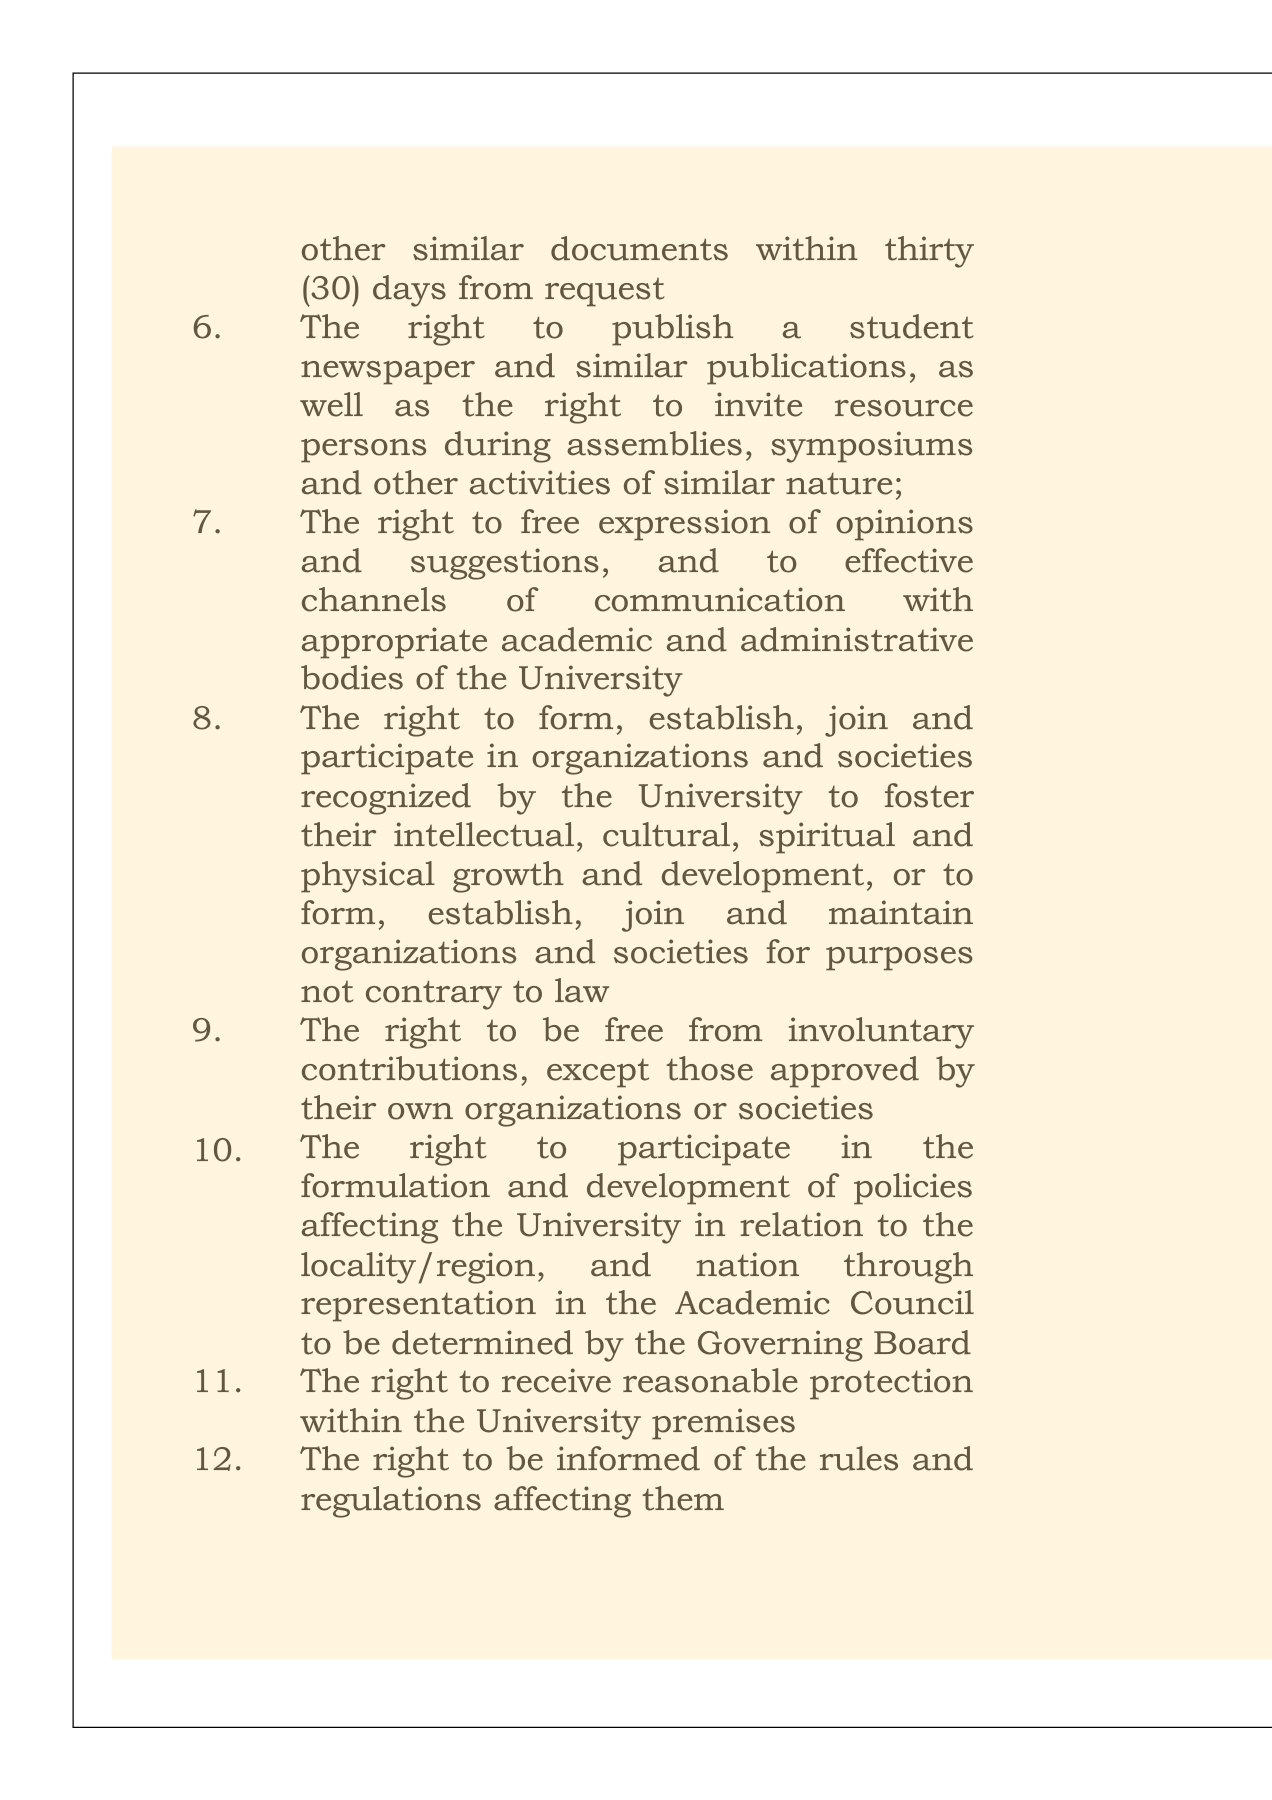 other similar documents within thirty
(30) days from request
6. The right to publish a student
newspaper and similar publications, as
well as the right to invite resource
persons during assemblies, symposiums
and other activities of similar nature;
7. The right to free expression of opinions
and suggestions, and to effective
channels of communication with
appropriate academic and administrative
bodies of the University
8. The right to form, establish, join and
participate in organizations and societies
recognized by the University to foster
their intellectual, cultural, spiritual and
physical growth and development, or to
form, establish, join and maintain
organizations and societies for purposes
not contrary to law
9. The right to be free from involuntary
contributions, except those approved by
their own organizations or societies
10. The right to participate in the
formulation and development of policies
affecting the University in relation to the
locality/region, and nation through
representation in the Academic Council
to be determined by the Governing Board
11. The right to receive reasonable protection
within the University premises
12. The right to be informed of the rules and
regulations affecting them